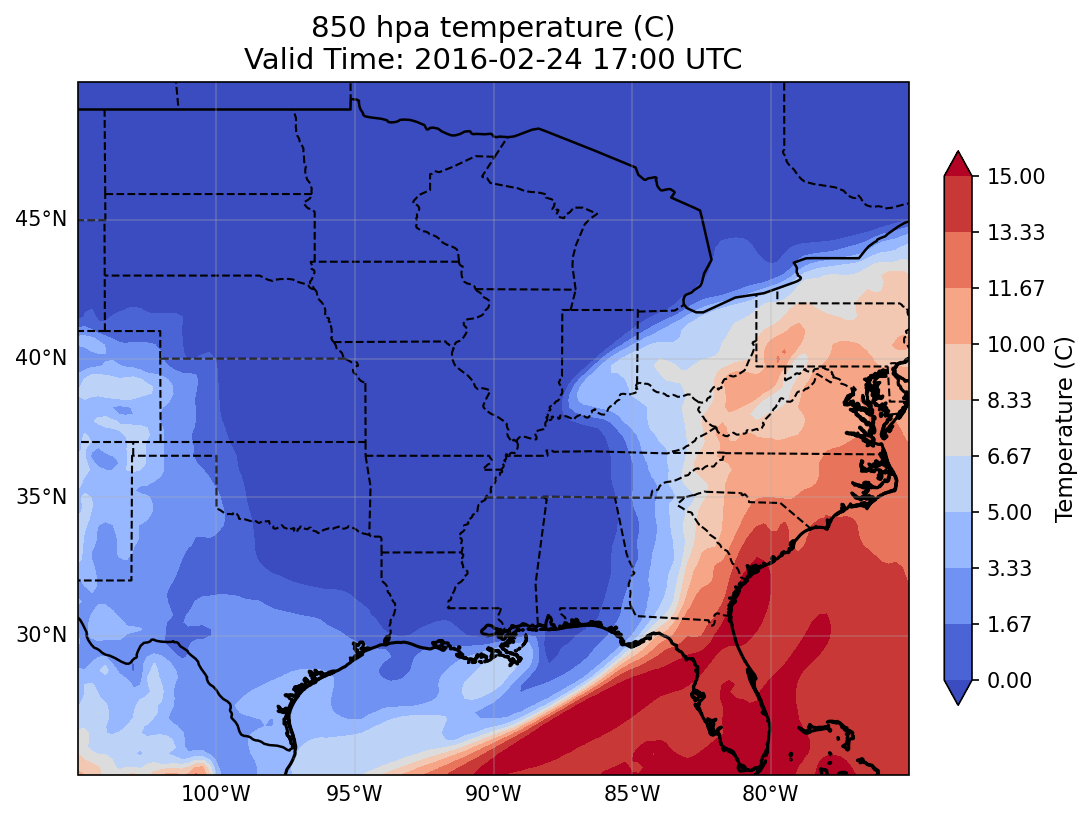 850 hpa temperature (C)
Valid Time: 2016-02-24 17:00 UTC
45°N
40°N
35°N
30°N
100°W
95°W
90°W
85°W
80°W
15.00
13.33
11.67
10.00
8.33
6.67
5.00
3.33
1.67
0.00
Temperature (C)